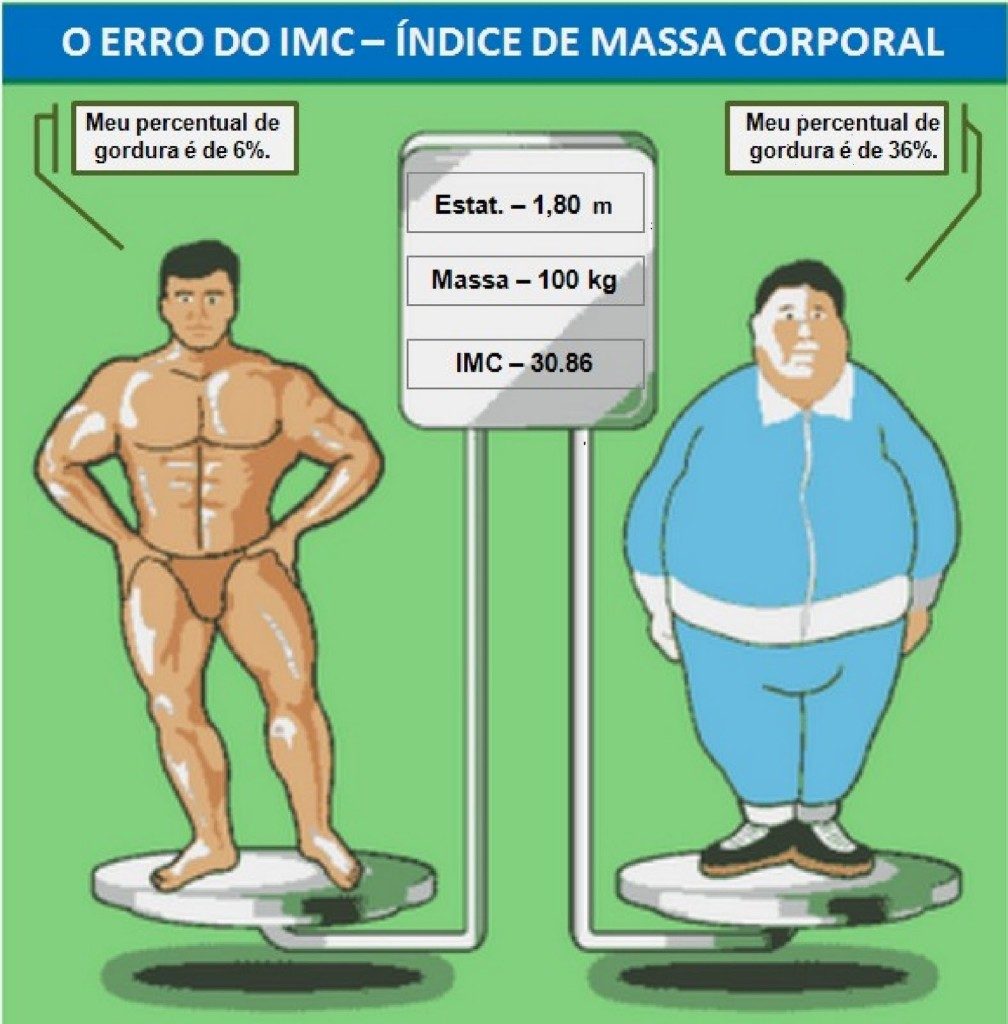 O ERRO DO IMC – ÍNDICE DE MASSA CORPORAL
Meu percentual de
gordura é de 6%.
Meu percentual de
gordura é de 36%.
Estat. – 1,80 m
Massa – 100 kg
IMC – 30.86